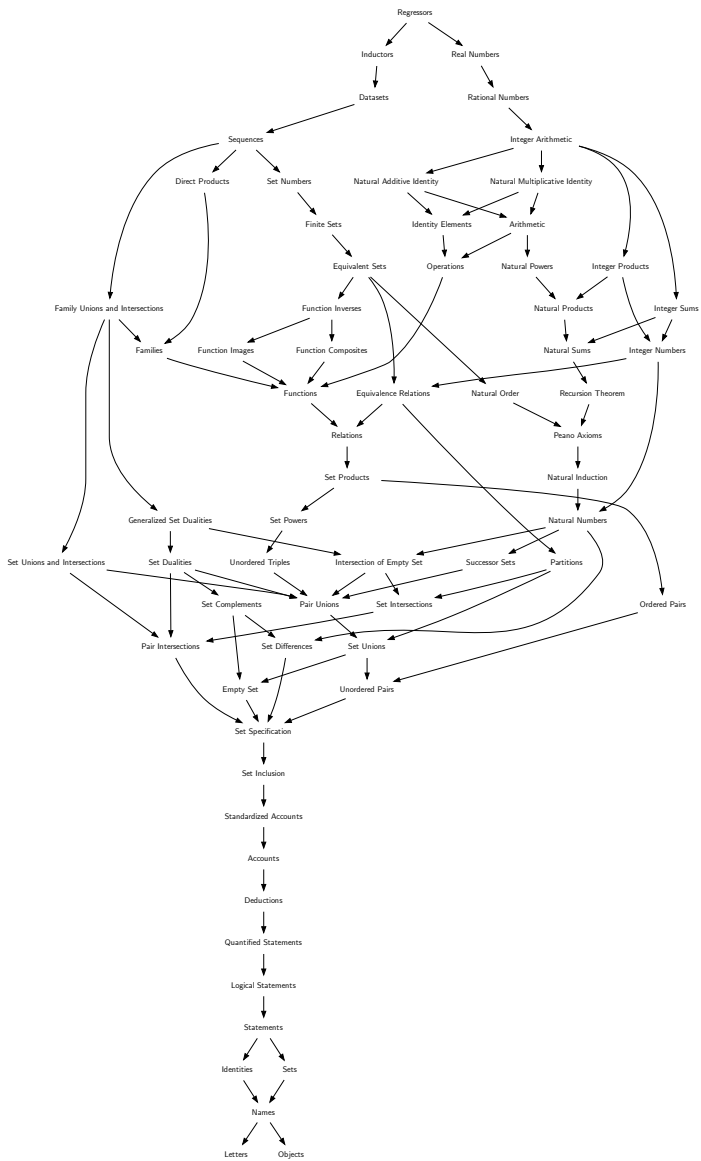 Regressors
Inductors
Real Numbers
Datasets
Rational Numbers
Sequences
Integer Arithmetic
Direct Products
Set Numbers
Natural Additive Identity
Natural Multiplicative Identity
Finite Sets
Identity Elements
Arithmetic
Equivalent Sets
Operations
Natural Powers
Integer Products
Family Unions and Intersections
Function Inverses
Natural Products
Integer Sums
Families
Function Images
Function Composites
Natural Sums
Integer Numbers
Functions
Equivalence Relations
Natural Order
Recursion Theorem
Relations
Peano Axioms
Set Products
Natural Induction
Generalized Set Dualities
Set Powers
Natural Numbers
Set Unions and Intersections
Set Dualities
Unordered Triples
Intersection of Empty Set
Successor Sets
Partitions
Set Complements
Pair Unions
Set Intersections
Ordered Pairs
Pair Intersections
Set Differences
Set Unions
Empty Set
Unordered Pairs
Set Specification
Set Inclusion
Standardized Accounts
Accounts
Deductions
Quantified Statements
Logical Statements
Statements
Identities
Sets
Names
Letters
Objects